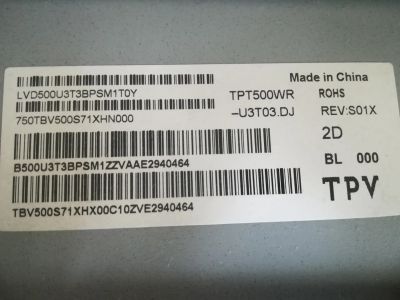 Made in China
LVD500U3T3BPSM1T0Y
TPT500WR ROHS
750TBV500S71XHN000
-U3T03.DJ REV:S01X
2D
B500U3T3BPSM1ZZVAAE2940464
BL 000
TPV
TBV500S71XHX00C10ZVE2940464